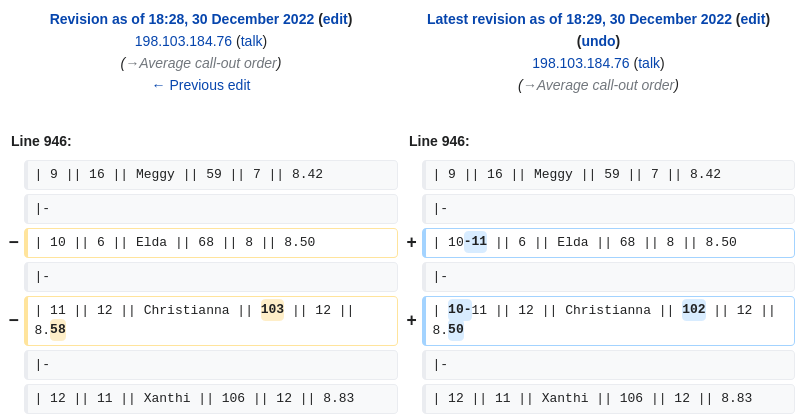 Revision as of 18:28, 30 December 2022 (edit)
198.103.184.76 (talk)
(→Average call-out order)
← Previous edit
Latest revision as of 18:29, 30 December 2022 (edit)
(undo)
198.103.184.76 (talk)
(→Average call-out order)
Line 946:
Line 946:
| 9 || 16 || Meggy || 59 || 7 || 8.42
| 9 || 16 || Meggy || 59 || 7 || 8.42
|-
|-
− | 10 || 6 || Elda || 68 || 8 || 8.50
+ | 10-11 || 6 || Elda || 68 || 8 || 8.50
|-
|-
− | 11 || 12 || Christianna || 103 || 12 ||
8.58
+ | 10-11 || 12 || Christianna || 102 || 12 ||
8.50
|-
|-
| 12 || 11 || Xanthi || 106 || 12 || 8.83
| 12 || 11 || Xanthi || 106 || 12 || 8.83